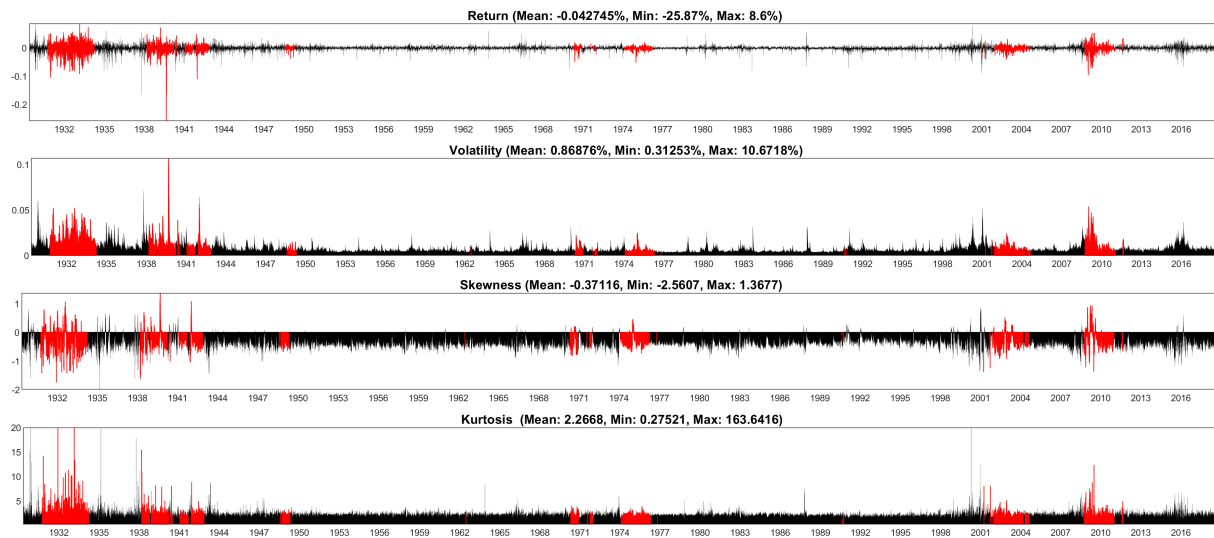 Return (Mean: -0.042745%, Min: -25.87%, Max: 8.6%)
0
-0.1
-0.2
1932 1935 1938 1941 1944 1947 1950 1953 1956 1959 1962 1965 1968 1971 1974 1977 1980 1983 1986 1989 1992 1995 1998 2001 2004 2007 2010 2013 2016
Volatility (Mean: 0.86876%, Min: 0.31253%, Max: 10.6718%)
0.1
0.05
0
1932 1935 1938 1941 1944 1947 1950 1953 1956 1959 1962 1965 1968 1971 1974 1977 1980 1983 1986 1989 1992 1995 1998 2001 2004 2007 2010 2013 2016
Skewness (Mean: -0.37116, Min: -2.5607, Max: 1.3677)
1
0
-1
-2
1932 1935 1938 1941 1944 1947 1950 1953 1956 1959 1962 1965 1968 1971 1974 1977 1980 1983 1986 1989 1992 1995 1998 2001 2004 2007 2010 2013 2016
Kurtosis (Mean: 2.2668, Min: 0.27521, Max: 163.6416)
20
15
10
5
1932 1935 1938 1941 1944 1947 1950 1953 1956 1959 1962 1965 1968 1971 1974 1977 1980 1983 1986 1989 1992 1995 1998 2001 2004 2007 2010 2013 2016